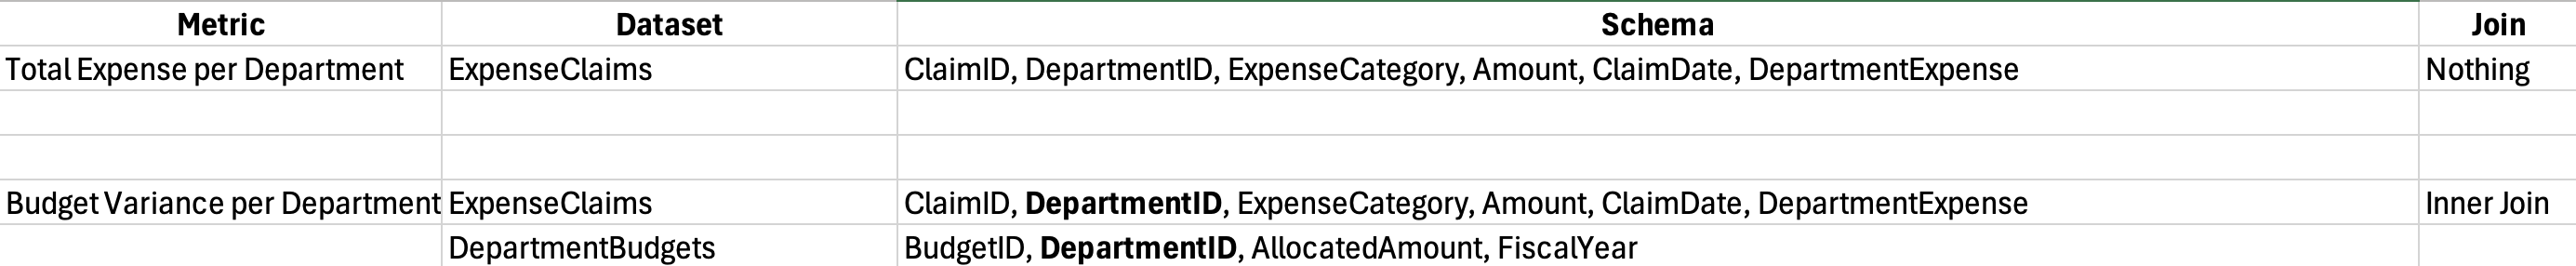 Metric Dataset Schema Join
Total Expense per Department ExpenseClaims ClaimID, DepartmentID, ExpenseCategory, Amount, ClaimDate, DepartmentExpense Nothing
Budget Variance per Department ExpenseClaims ClaimID, DepartmentID, ExpenseCategory, Amount, ClaimDate, DepartmentExpense Inner Join
DepartmentBudgets BudgetID, DepartmentID, AllocatedAmount, FiscalYear